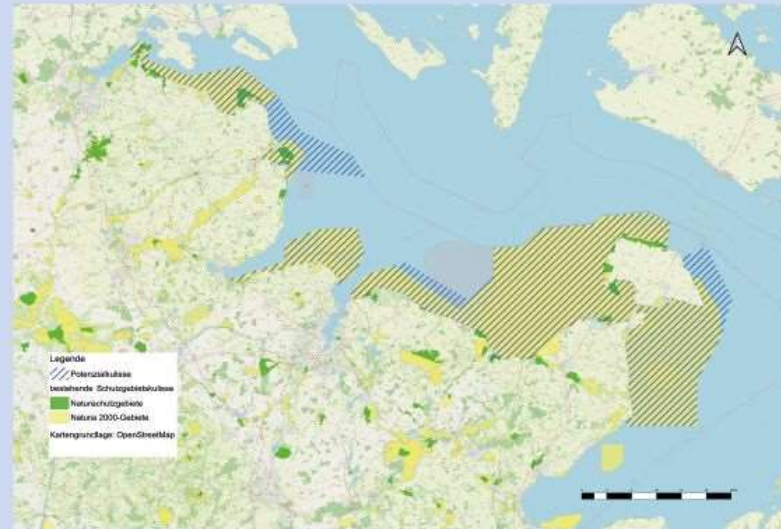 Legende
Potenzialkulisse
bestehende Schutzgebietskulisse
Naturschutzgebiete
Natura 2000-Gebiete
Kartengrundlage: OpenStreetMap